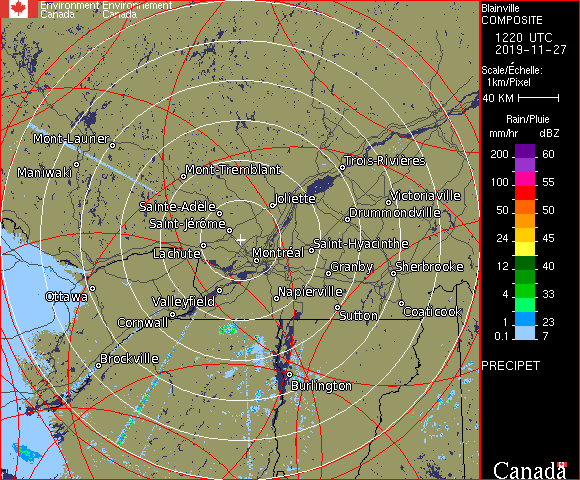 Environment Environnement
Canada Canada
Blainville
COMPOSITE
1220 UTC
2019-11-27
Scale/Échelle:
1km/Pixel
40 KM
Rain/Pluie
mm/hr dBZ
200 60
100 55
50 50
24 45
12 40
4 33
1 23
0.1 7
PRECIPET
Canada
Mont-Laurier
Maniwaki
Mont-Tremblant
Trois-Rivières
Sainte-Adèle
Joliette
Victoriaville
Drummondville
Saint-Jérôme
Lachute
Montréal
Saint-Hyacinthe
Granby
Sherbrooke
Ottawa
Valleyfield
Napierville
Cornwall
Sutton
Coaticook
Brockville
Burlington